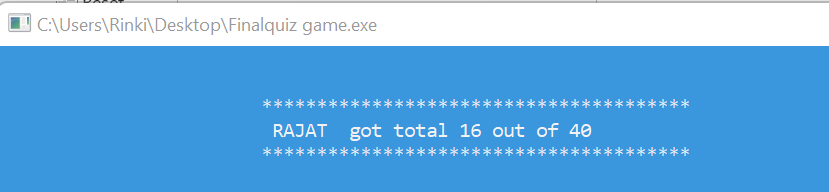 C:\Users\Rinki\Desktop\Finalquiz game.exe
***************************************
RAJAT  got total 16 out of 40
***************************************